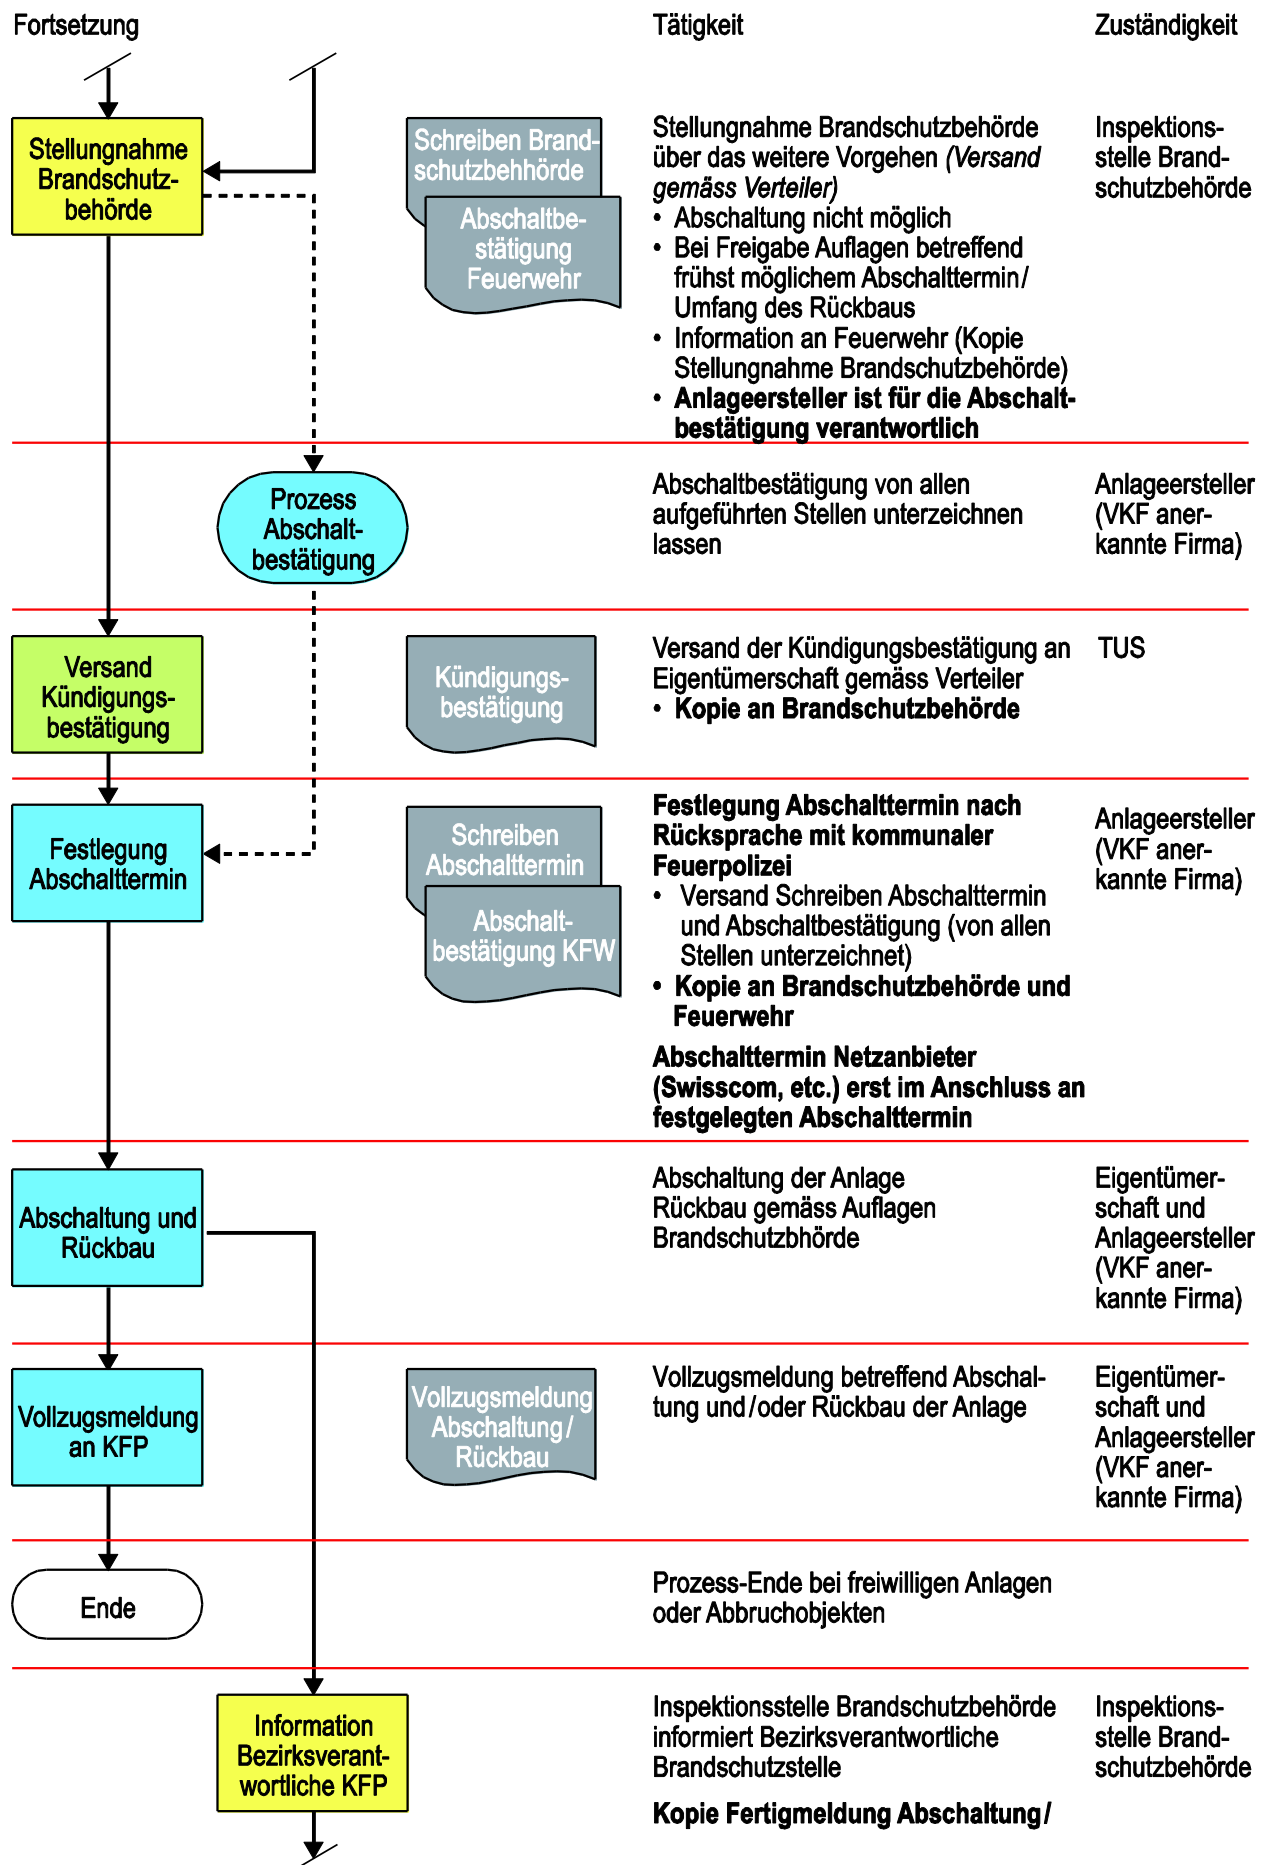 Fortsetzung
Tätigkeit
Zuständigkeit
Stellungnahme
Brandschutz-
behörde
Schreiben Brand-
schutzbehhörde
Abschaltbe-
stätigung
Feuerwehr
Stellungnahme Brandschutzbehörde
über das weitere Vorgehen (Versand
gemäss Verteiler)
• Abschaltung nicht möglich
• Bei Freigabe Auflagen betreffend
frühst möglichem Abschalttermin/
Umfang des Rückbaus
• Information an Feuerwehr (Kopie
Stellungnahme Brandschutzbehörde)
• Anlageersteller ist für die Abschalt-
bestätigung verantwortlich
Inspektions-
stelle Brand-
schutzbehörde
Prozess
Abschalt-
bestätigung
Abschaltbestätigung von allen
aufgeführten Stellen unterzeichnen
lassen
Anlageersteller
(VKF aner-
kannte Firma)
Versand
Kündigungs-
bestätigung
Kündigungs-
bestätigung
Versand der Kündigungsbestätigung an
Eigentümerschaft gemäss Verteiler
• Kopie an Brandschutzbehörde
TUS
Festlegung
Abschalttermin
Schreiben
Abschalttermin
Abschalt-
bestätigung KFW
Festlegung Abschalttermin nach
Rücksprache mit kommunaler
Feuerpolizei
• Versand Schreiben Abschalttermin
und Abschaltbestätigung (von allen
Stellen unterzeichnet)
• Kopie an Brandschutzbehörde und
Feuerwehr
Abschalttermin Netzanbieter
(Swisscom, etc.) erst im Anschluss an
festgelegten Abschalttermin
Anlageersteller
(VKF aner-
kannte Firma)
Abschaltung und
Rückbau
Abschaltung der Anlage
Rückbau gemäss Auflagen
Brandschutzbhörde
Eigentümer-
schaft und
Anlageersteller
(VKF aner-
kannte Firma)
Vollzugsmeldung
an KFP
Vollzugsmeldung
Abschaltung/
Rückbau
Vollzugsmeldung betreffend Abschal-
tung und/oder Rückbau der Anlage
Eigentümer-
schaft und
Anlageersteller
(VKF aner-
kannte Firma)
Ende
Prozess-Ende bei freiwilligen Anlagen
oder Abbruchobjekten
Information
Bezirksverant-
wortliche KFP
Inspektionsstelle Brandschutzbehörde
informiert Bezirksverantwortliche
Brandschutzstelle
Kopie Fertigmeldung Abschaltung/
Inspektions-
stelle Brand-
schutzbehörde